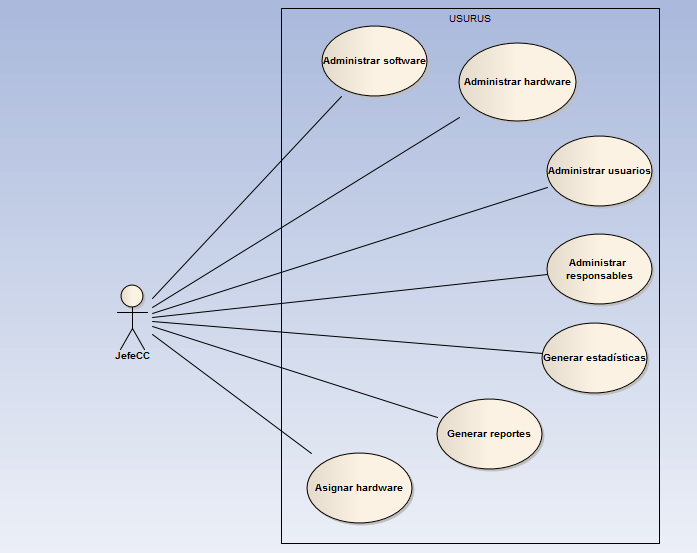 USURUS
Administrar software
Administrar hardware
Administrar usuarios
Administrar
responsables
Generar estadísticas
JefeCC
Generar reportes
Asignar hardware